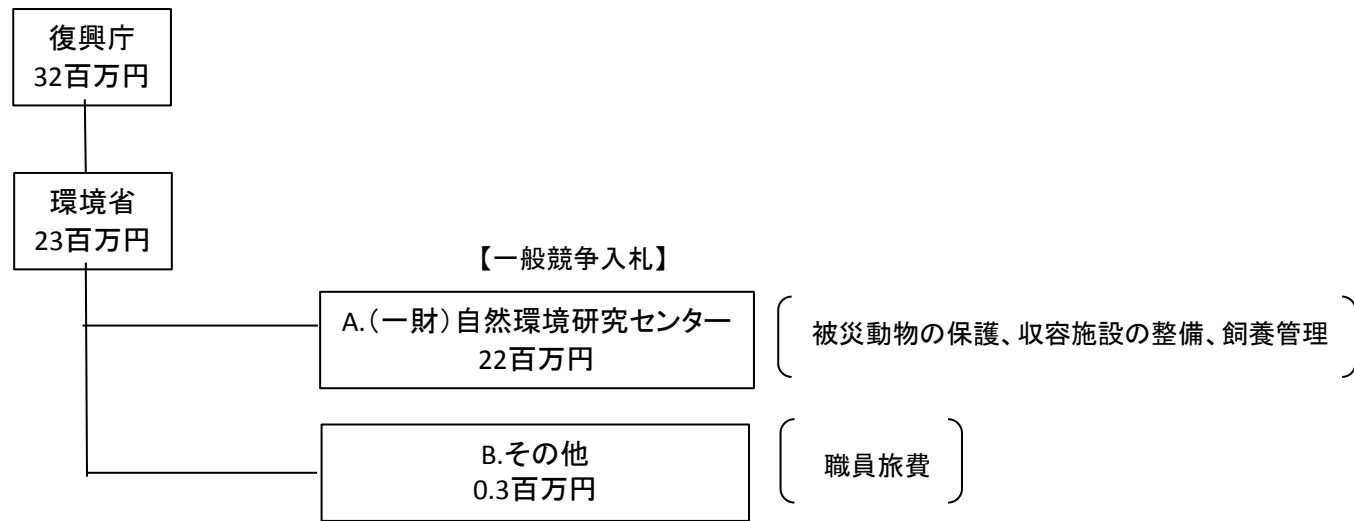 復興庁
32百万円
環境省
23百万円
【一般競争入札】
A.（一財）自然環境研究センター
22百万円
被災動物の保護、収容施設の整備、飼養管理
B.その他
0.3百万円
職員旅費